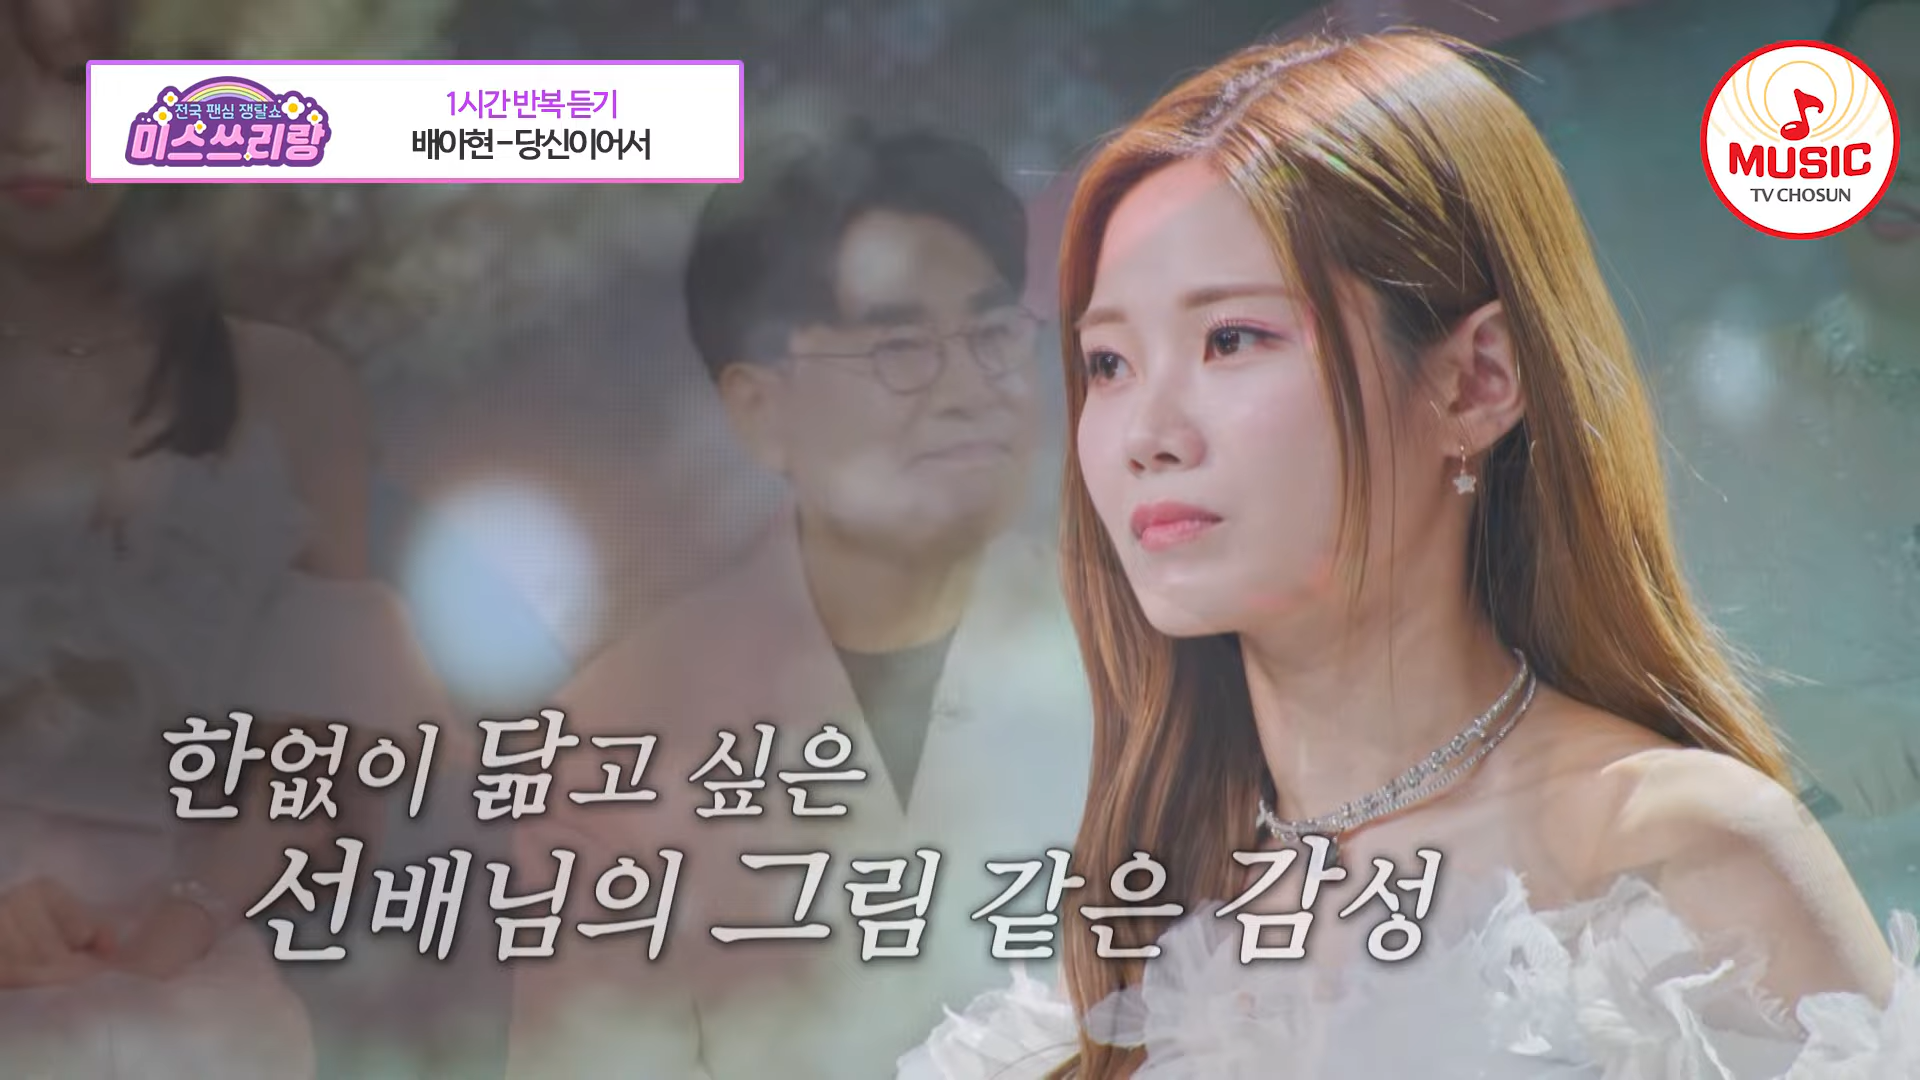 전국 팬심 쟁탈쇼
미스쓰리랑
1시간 반복 듣기
배아현-당신이어서
MUSIC
TV CHOSUN
한없이 닮고 싶은
선배님의 그림 같은 감성